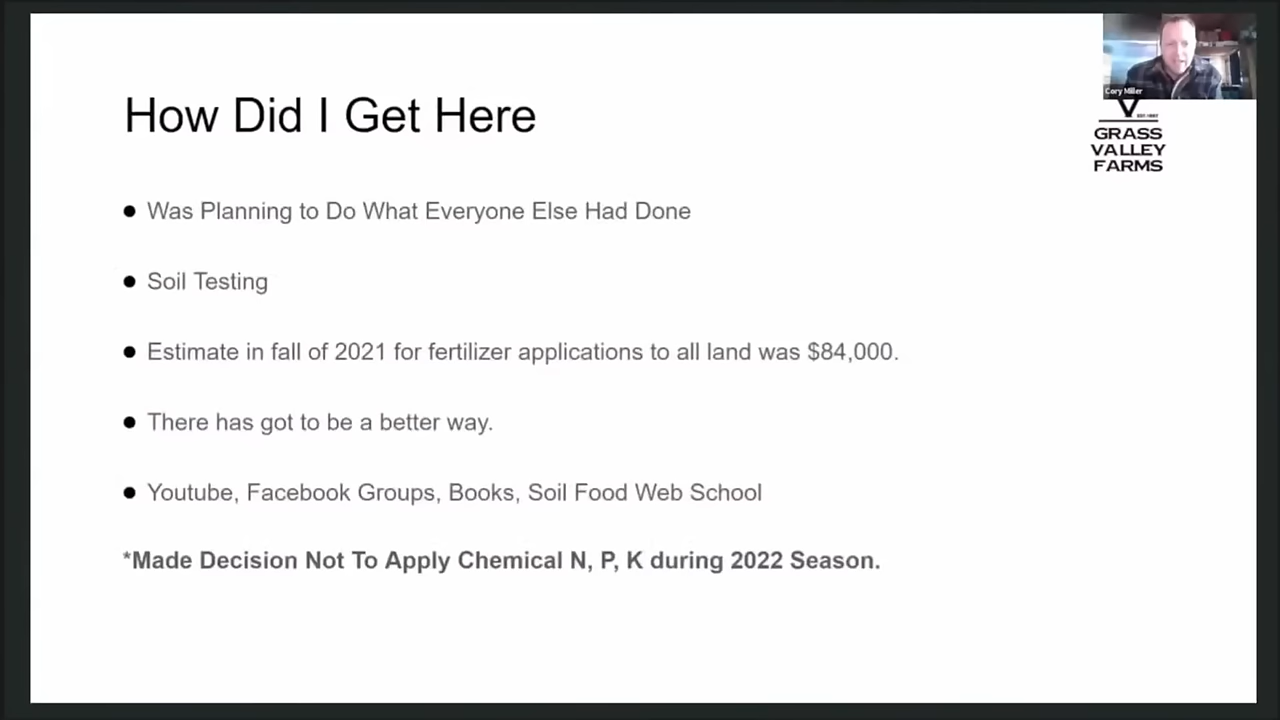 Cory Miller
How Did I Get Here
GRASS
VALLEY
FARMS
● Was Planning to Do What Everyone Else Had Done
● Soil Testing
● Estimate in fall of 2021 for fertilizer applications to all land was $84,000.
● There has got to be a better way.
● Youtube, Facebook Groups, Books, Soil Food Web School
*Made Decision Not To Apply Chemical N, P, K during 2022 Season.